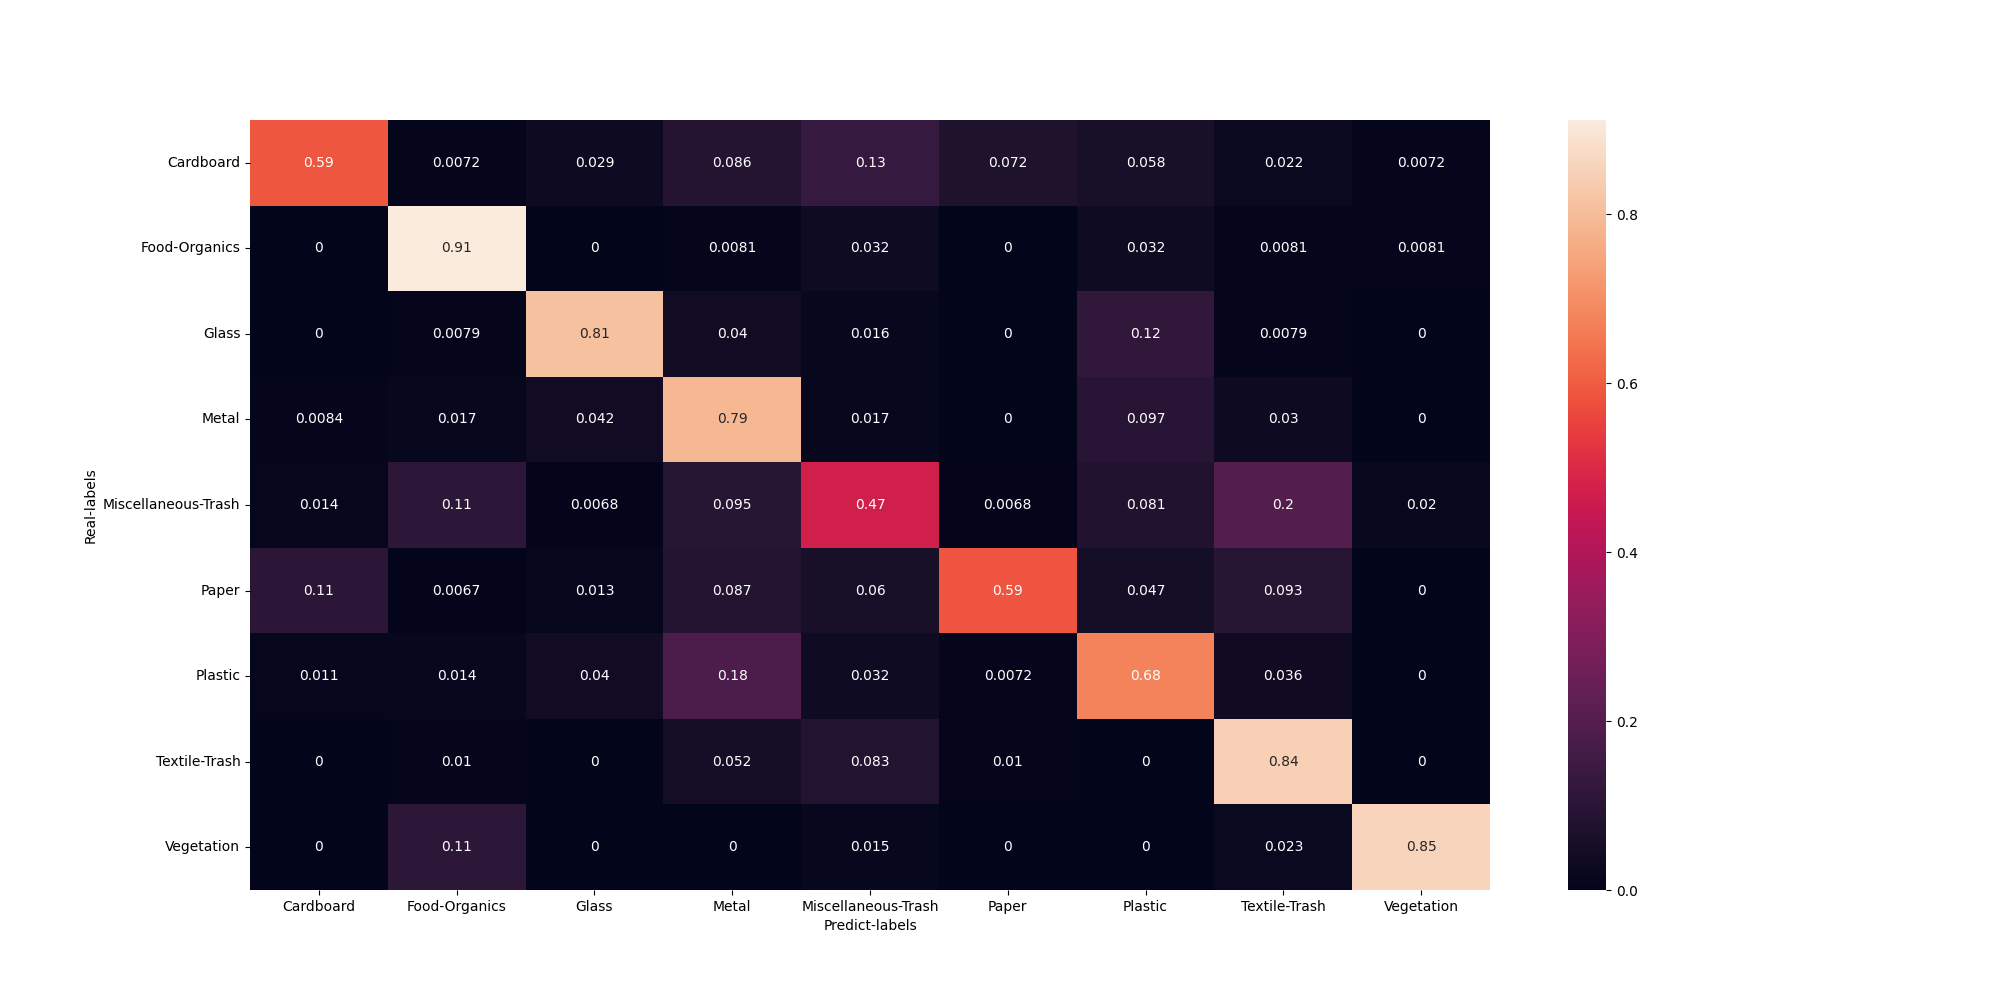 Cardboard 0.59 0.0072 0.029 0.086 0.13 0.072 0.058 0.022 0.0072
0.8
Food-Organics 0 0.91 0 0.0081 0.032 0 0.032 0.0081 0.0081
Glass 0 0.0079 0.81 0.04 0.016 0 0.12 0.0079 0
0.6
Metal 0.0084 0.017 0.042 0.79 0.017 0 0.097 0.03 0
Real-labels
Miscellaneous-Trash 0.014 0.11 0.0068 0.095 0.47 0.0068 0.081 0.2 0.02
0.4
Paper 0.11 0.0067 0.013 0.087 0.06 0.59 0.047 0.093 0
Plastic 0.011 0.014 0.04 0.18 0.032 0.0072 0.68 0.036 0
0.2
Textile-Trash 0 0.01 0 0.052 0.083 0.01 0 0.84 0
Vegetation 0 0.11 0 0 0.015 0 0 0.023 0.85
0.0
Cardboard Food-Organics Glass Metal Miscellaneous-Trash Paper Plastic Textile-Trash Vegetation
Predict-labels